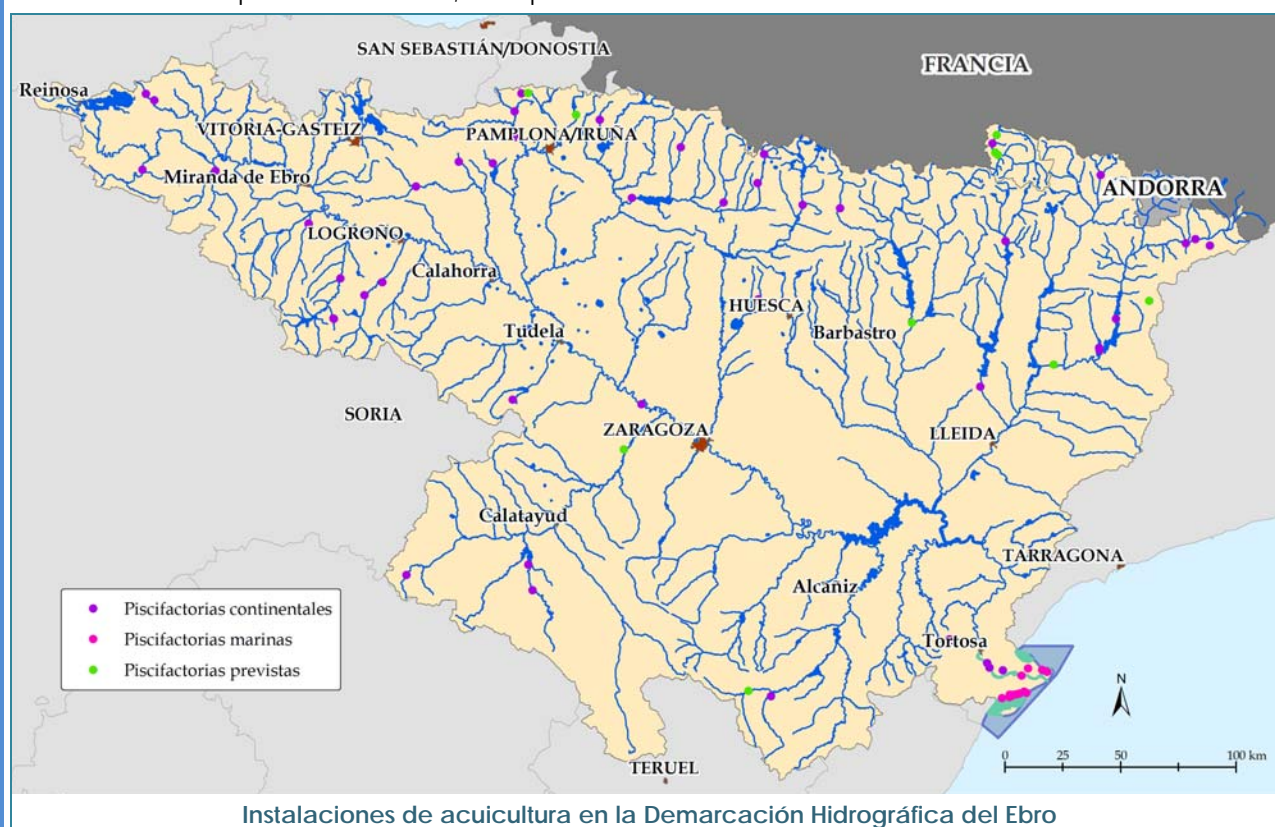 SAN SEBASTIÁN/DONOSTIA
FRANCIA
Reinosa
VITORIA-GASTEIZ
PAMPLONA/IRUÑA
Miranda de Ebro
ANDORRA
LOGROÑO
Calahorra
HUESCA
Tudela
Barbastro
SORIA
ZARAGOZA
LLEIDA
Calatayud
TARRAGONA
Alcañiz
Piscifactorias continentales
Piscifactorias marinas
Piscifactorias previstas
Tortosa
N
0 25 50 100 km
TERUEL
Instalaciones de acuicultura en la Demarcación Hidrográfica del Ebro